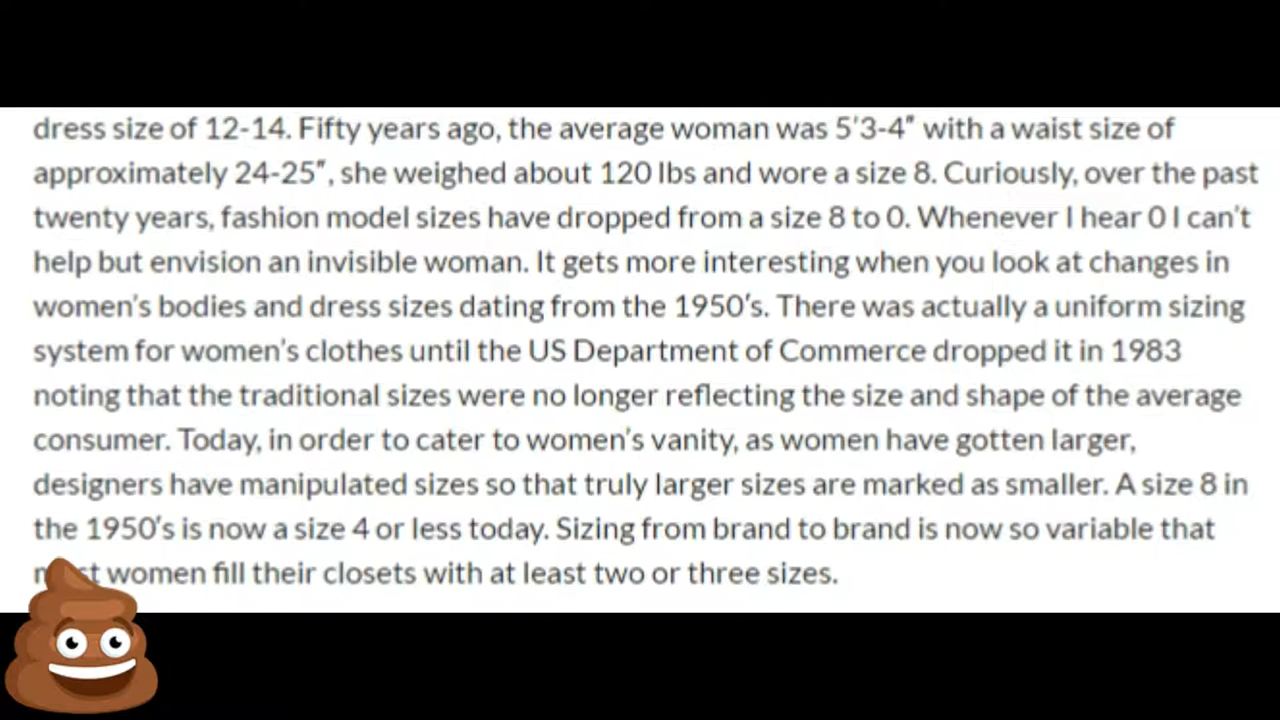 dress size of 12-14. Fifty years ago, the average woman was 5'3-4" with a waist size of
approximately 24-25", she weighed about 120 lbs and wore a size 8. Curiously, over the past
twenty years, fashion model sizes have dropped from a size 8 to 0. Whenever I hear 0 I can't
help but envision an invisible woman. It gets more interesting when you look at changes in
women's bodies and dress sizes dating from the 1950's. There was actually a uniform sizing
system for women's clothes until the US Department of Commerce dropped it in 1983
noting that the traditional sizes were no longer reflecting the size and shape of the average
consumer. Today, in order to cater to women's vanity, as women have gotten larger,
designers have manipulated sizes so that truly larger sizes are marked as smaller. A size 8 in
the 1950's is now a size 4 or less today. Sizing from brand to brand is now so variable that
women fill their closets with at least two or three sizes.